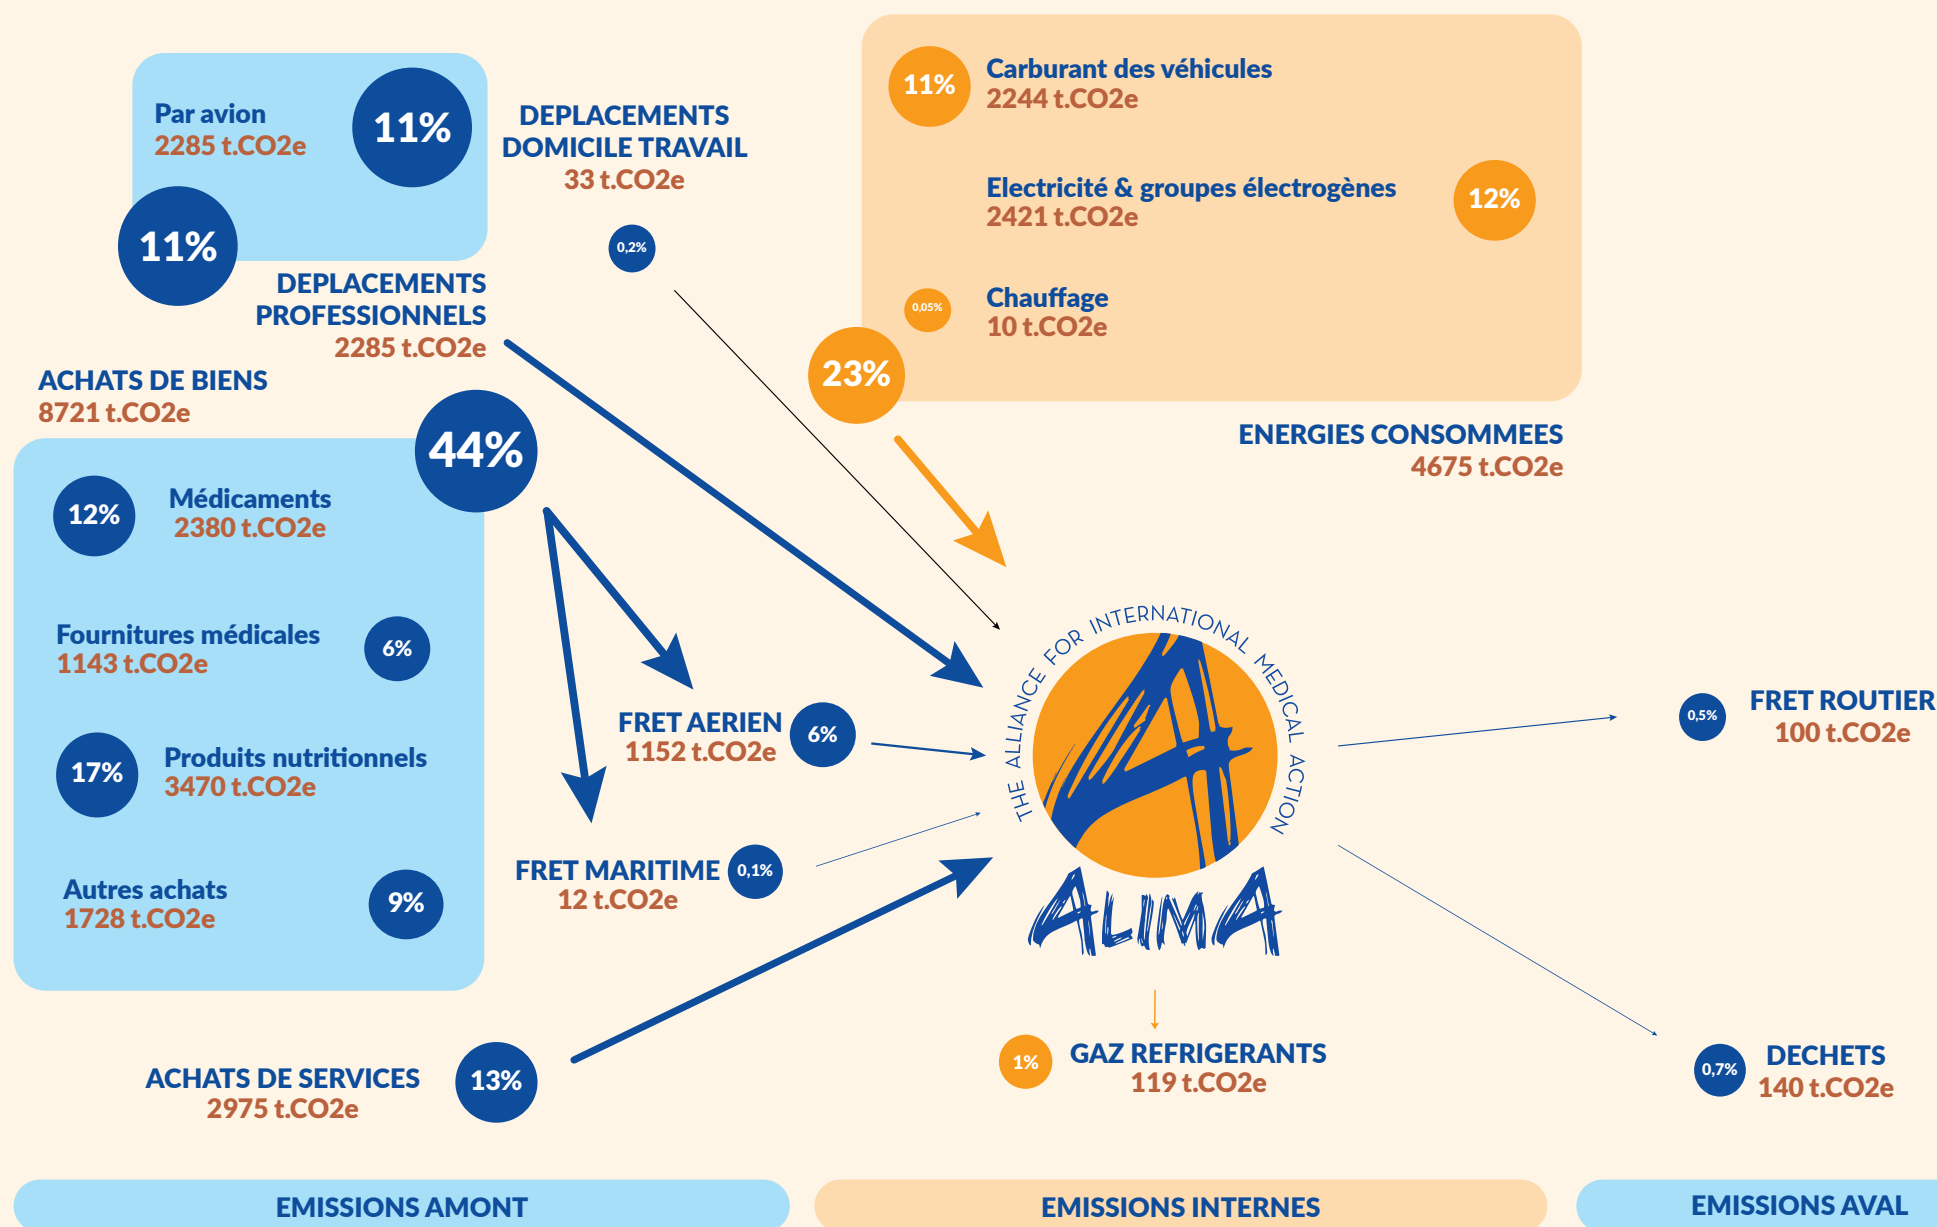 Par avion
2285 t.CO2e
11%
11%
DEPLACEMENTS
PROFESSIONNELS
2285 t.CO2e
DEPLACEMENTS
DOMICILE TRAVAIL
33 t.CO2e
0,2%
11%
Carburant des véhicules
2244 t.CO2e
Electricité & groupes électrogènes
2421 t.CO2e
12%
0,05%
Chauffage
10 t.CO2e
23%
ENERGIES CONSOMMEES
4675 t.CO2e
ACHATS DE BIENS
8721 t.CO2e
44%
12%
Médicaments
2380 t.CO2e
Fournitures médicales
1143 t.CO2e
6%
17%
Produits nutritionnels
3470 t.CO2e
Autres achats
1728 t.CO2e
9%
FRET AERIEN
1152 t.CO2e
6%
FRET MARITIME
12 t.CO2e
0,1%
THE ALLIANCE FOR INTERNATIONAL MEDICAL ACTION
ALIMA
FRET ROUTIER
100 t.CO2e
0,5%
ACHATS DE SERVICES
2975 t.CO2e
13%
1%
GAZ REFRIGERANTS
119 t.CO2e
0,7%
DECHETS
140 t.CO2e
EMISSIONS AMONT
EMISSIONS INTERNES
EMISSIONS AVAL